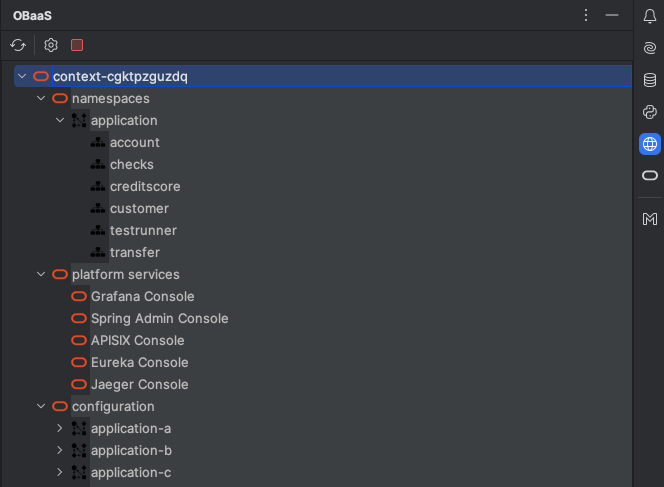 OBaaS
context-cgktpzguzdq
namespaces
application
account
checks
creditscore
customer
testrunner
transfer
platform services
Grafana Console
Spring Admin Console
APISIX Console
Eureka Console
Jaeger Console
configuration
application-a
application-b
application-c